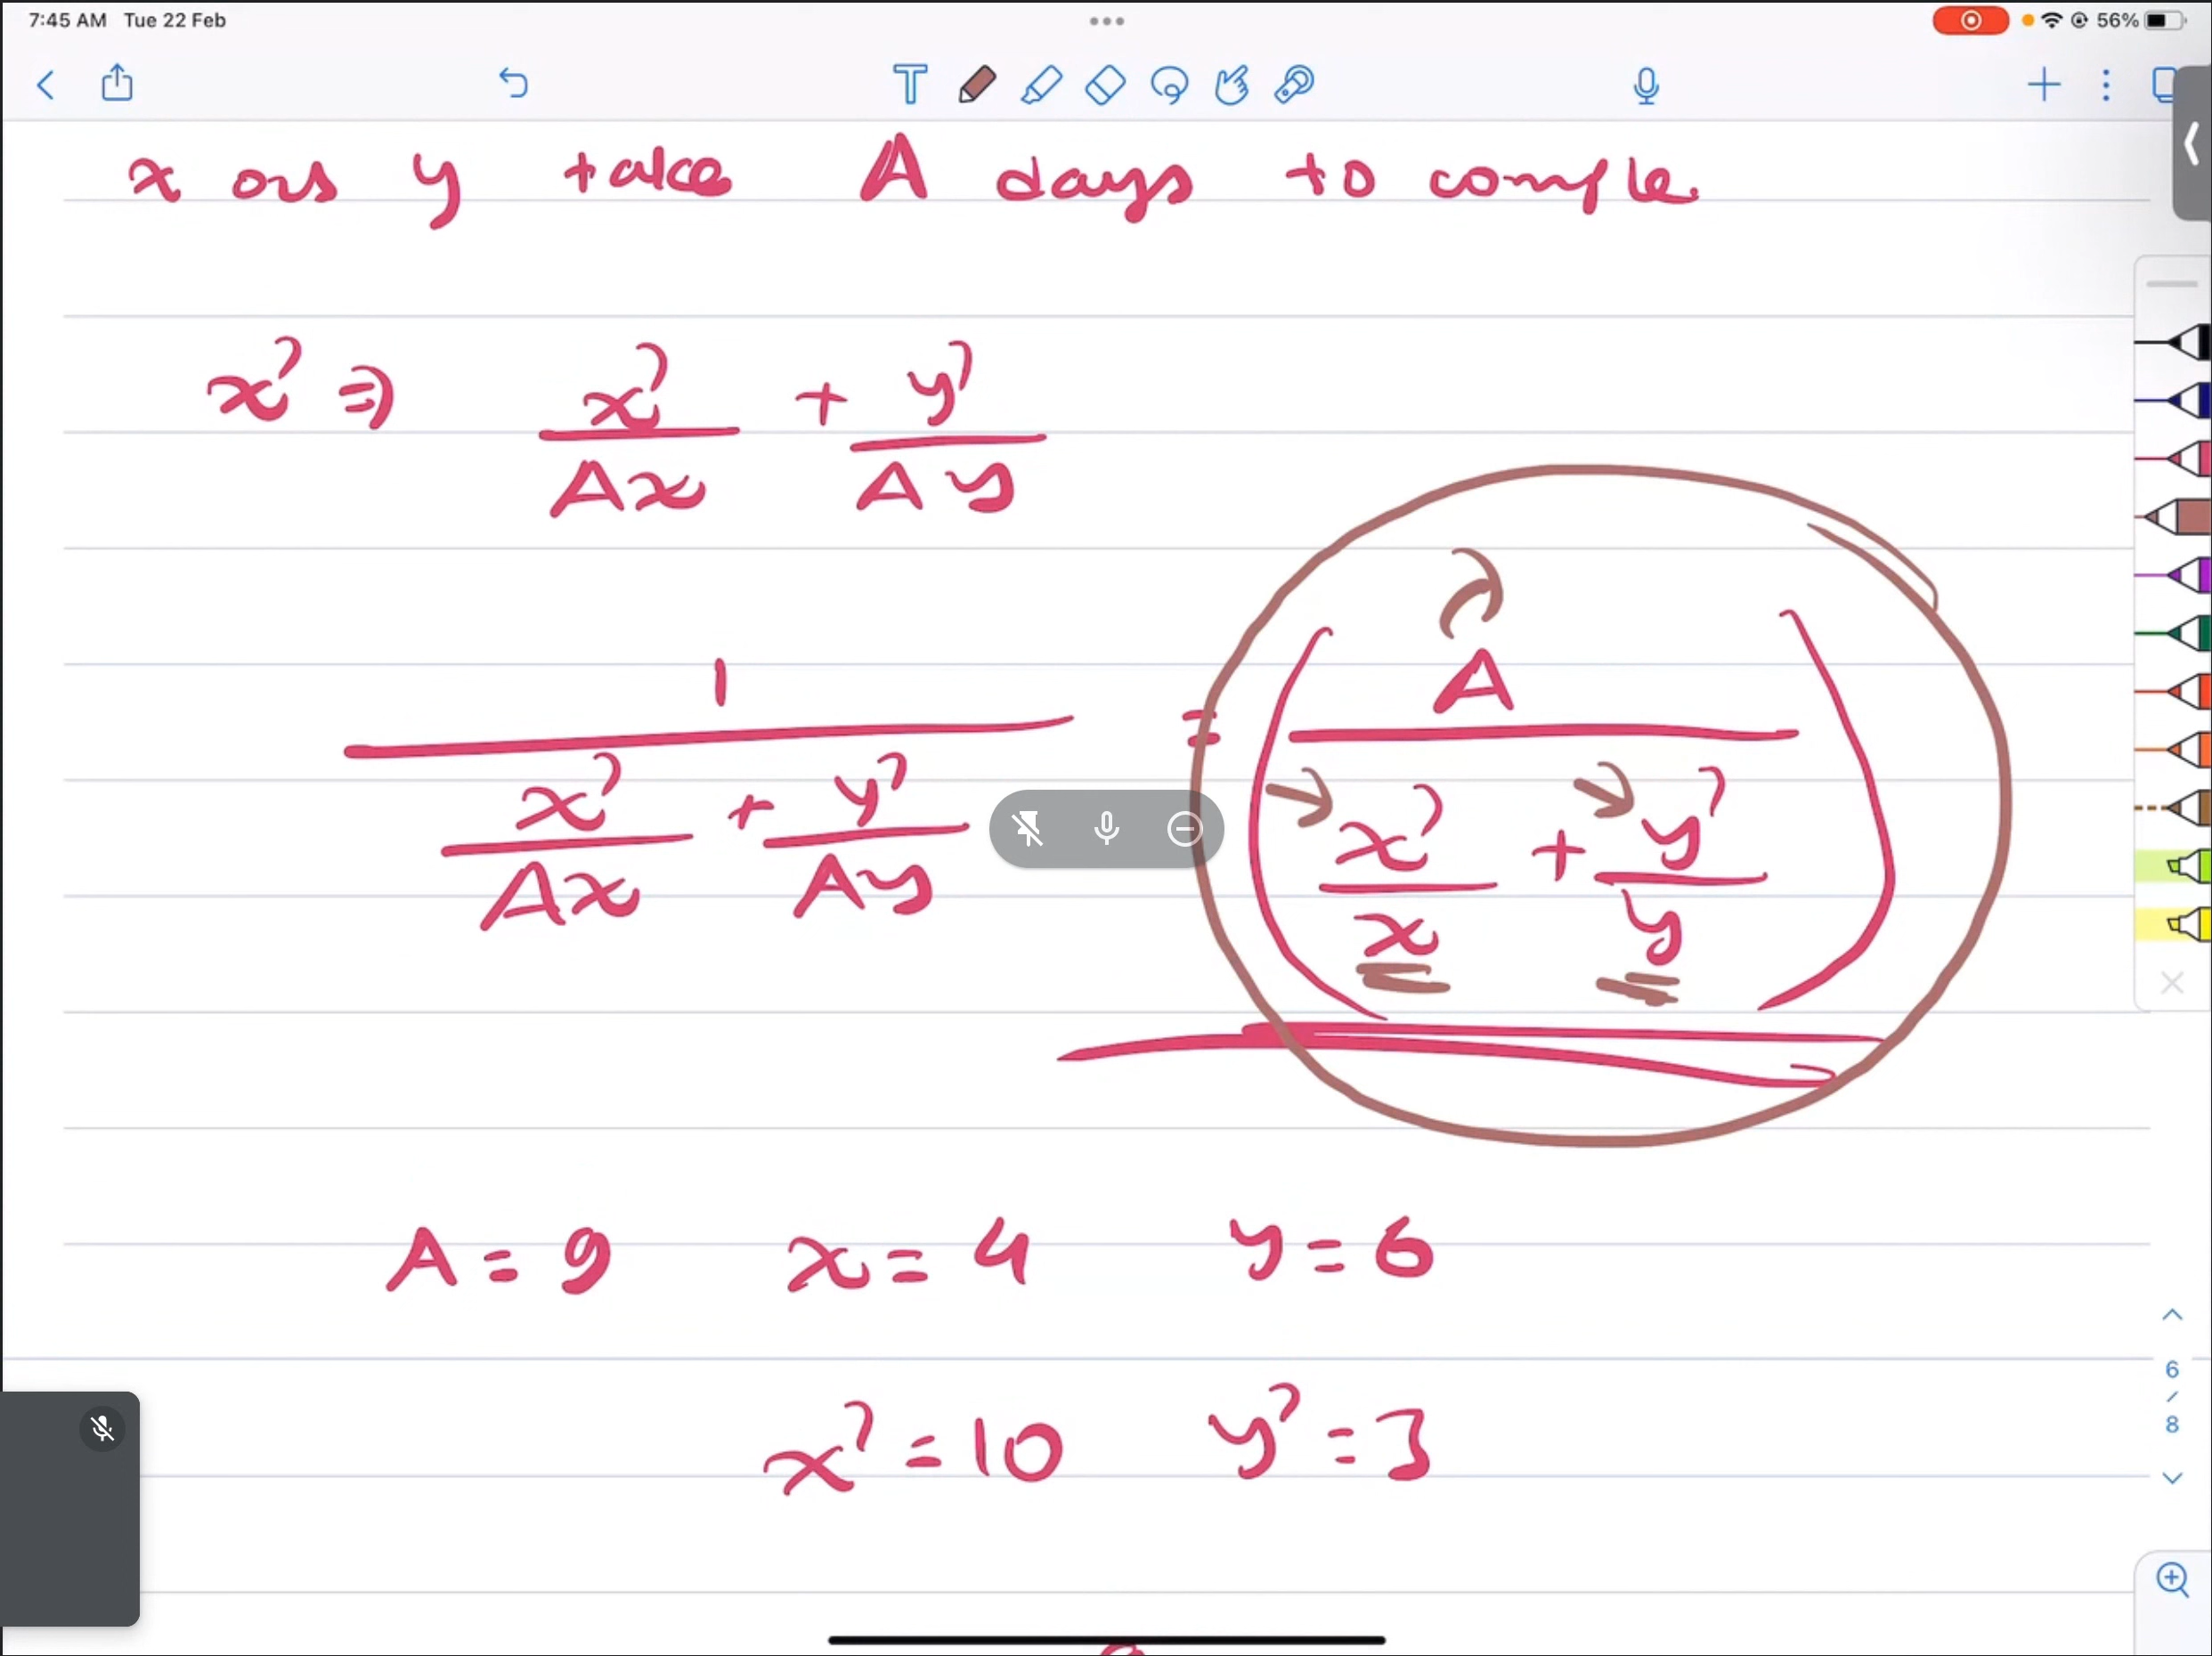 7:45 AM Tue 22 Feb
56%
T
x ors y take A days to comple
x' ⇒ x'/Ax + y'/Ay
1/(x'/Ax + y'/Ay) = (A/(x'/x + y'/y))
A = 9 x = 4 y = 6
x' = 10 y' = 3
6
/
8